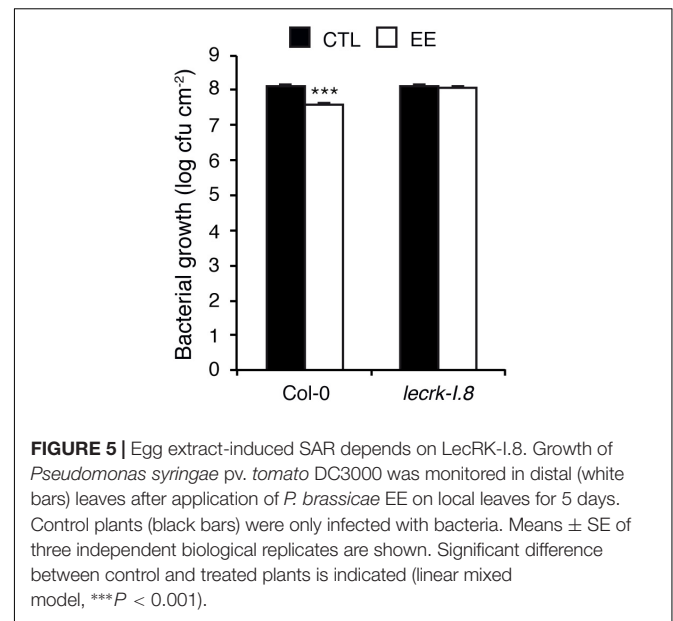 CTL EE
9
8
7
6
5
4
3
2
1
0
Bacterial growth (log cfu cm⁻²)
***
Col-0 lecrk-I.8
FIGURE 5 | Egg extract-induced SAR depends on LecRK-I.8. Growth of
Pseudomonas syringae pv. tomato DC3000 was monitored in distal (white
bars) leaves after application of P. brassicae EE on local leaves for 5 days.
Control plants (black bars) were only infected with bacteria. Means ± SE of
three independent biological replicates are shown. Significant difference
between control and treated plants is indicated (linear mixed
model, ***P < 0.001).